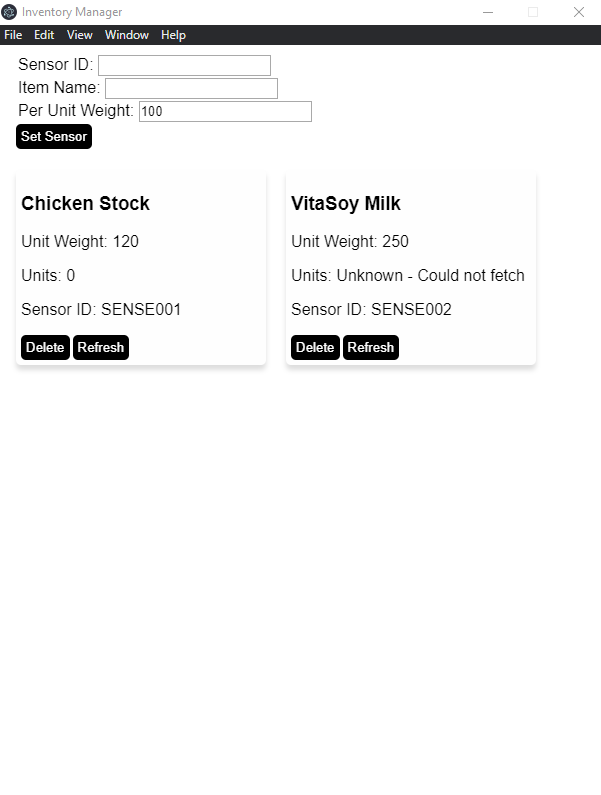 Inventory Manager
File Edit View Window Help
Sensor ID:
Item Name:
Per Unit Weight: 100
Set Sensor
Chicken Stock
Unit Weight: 120
Units: 0
Sensor ID: SENSE001
Delete Refresh
VitaSoy Milk
Unit Weight: 250
Units: Unknown - Could not fetch
Sensor ID: SENSE002
Delete Refresh